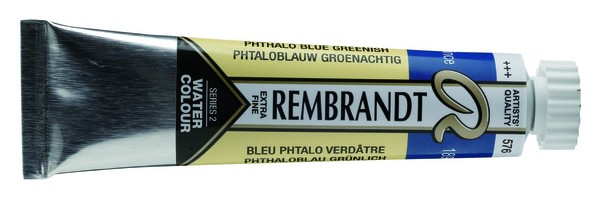 PHTHALO BLUE GREENISH
PHTALOBLAUW GROENACHTIG
WATER
COLOUR
SERIES 2
EXTRA
FINE
REMBRANDT
ARTISTS'
QUALITY
+++
576
BLEU PHTALO VERDÂTRE
PHTHALOBLAU GRÜNLICH